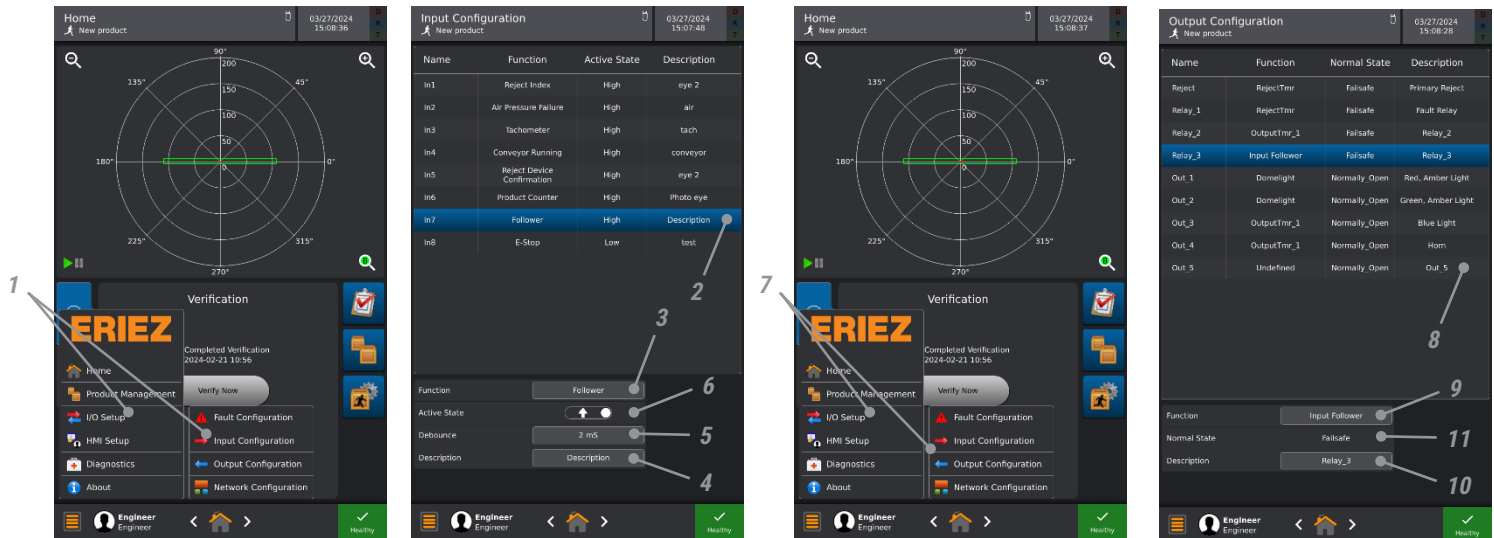 Home
New product
03/27/2024
15:08:36
D
R
T
90°
200
135°
45°
150
100
50
180°
0
0°
225°
315°
270°
1
Verification
ERIEZ
Completed Verification
2024-02-21 10:56
Home
Product Management
Verify Now
I/O Setup
Fault Configuration
HMI Setup
Input Configuration
Diagnostics
Output Configuration
About
Network Configuration
Engineer
Engineer
Healthy
Input Configuration
New product
03/27/2024
15:07:48
D
R
T
Name Function Active State Description
In1 Reject Index High eye 2
In2 Air Pressure Failure High air
In3 Tachometer High tach
In4 Conveyor Running High conveyor
In5 Reject Device Confirmation High eye 2
In6 Product Counter High Photo eye
In7 Follower High Description
In8 E-Stop Low test
2
3
Function Follower
6
Active State
Debounce 2 mS
5
Description Description
4
Engineer
Engineer
Healthy
Home
New product
03/27/2024
15:08:37
D
R
T
90°
200
135°
45°
150
100
50
180°
0
0°
225°
315°
270°
7
Verification
ERIEZ
Completed Verification
2024-02-21 10:56
Home
Product Management
Verify Now
I/O Setup
Fault Configuration
HMI Setup
Input Configuration
Diagnostics
Output Configuration
About
Network Configuration
Engineer
Engineer
Healthy
Output Configuration
New product
03/27/2024
15:08:28
D
R
T
Name Function Normal State Description
Reject RejectTmr Failsafe Primary Reject
Relay_1 RejectTmr Failsafe Fault Relay
Relay_2 OutputTmr_1 Failsafe Relay_2
Relay_3 Input Follower Failsafe Relay_3
Out_1 Domelight Normally_Open Red, Amber Light
Out_2 Domelight Normally_Open Green, Amber Light
Out_3 OutputTmr_1 Normally_Open Blue Light
Out_4 OutputTmr_1 Normally_Open Horn
Out_5 Undefined Normally_Open Out_5
8
9
Function Input Follower
Normal State Failsafe
11
Description Relay_3
10
Engineer
Engineer
Healthy